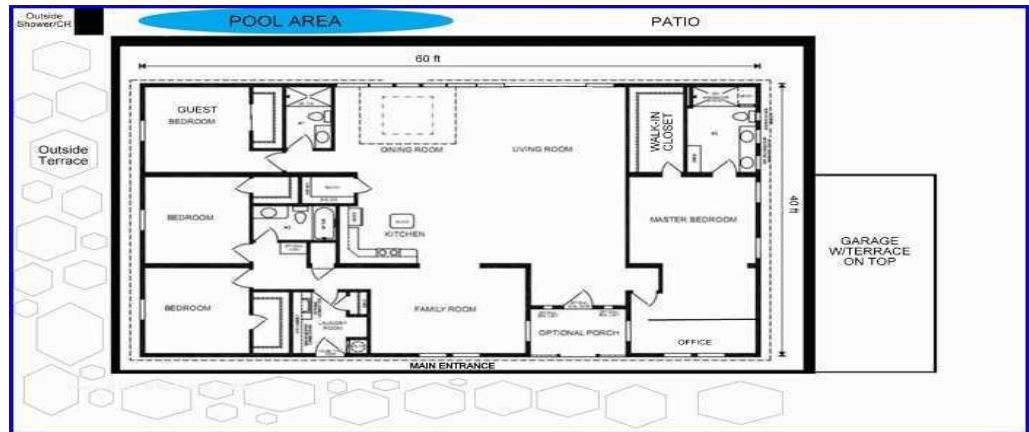 Outside
Shower/CR
POOL AREA
PATIO
60 ft
GUEST
BEDROOM
DINING ROOM
LIVING ROOM
WALK-IN
CLOSET
Outside
Terrace
BEDROOM
KITCHEN
MASTER BEDROOM
40 ft
GARAGE
W/TERRACE
ON TOP
BEDROOM
FAMILY ROOM
LAUNDRY
ROOM
OPTIONAL PORCH
OFFICE
MAIN ENTRANCE